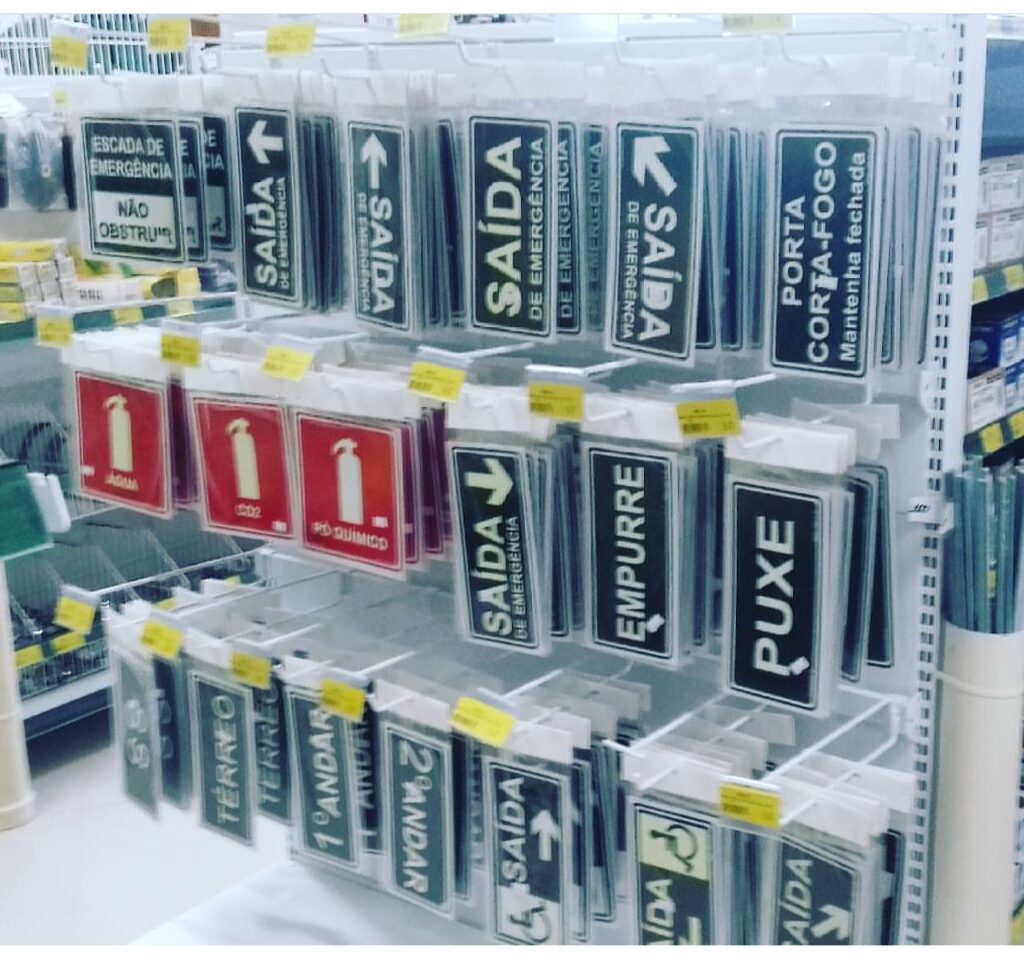 ESCADA DE
EMERGÊNCIA
NÃO
SAÍDA
DE EMERGÊNCIA
SAÍDA
DE EMERGÊNCIA
SAÍDA
DE EMERGÊNCIA
SAÍDA
DE EMERGÊNCIA
PORTA
CORTA-FOGO
Mantenha fechada
ÁGUA
CO2
PÓ QUÍMICO
SAÍDA
DE EMERGÊNCIA
EMPURRE
PUXE
TÉRREO
TÉRREO
1º ANDAR
ANDAR
2º ANDAR
SAÍDA
SAÍDA
SAÍDA